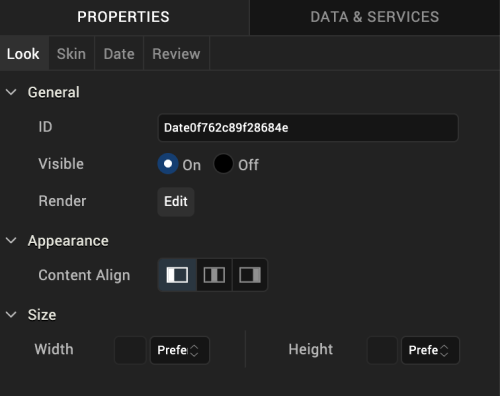 PROPERTIES DATA & SERVICES
Look Skin Date Review
General
ID Date0f762c89f28684e
Visible On Off
Render Edit
Appearance
Content Align
Size
Width Prefe Height Prefe